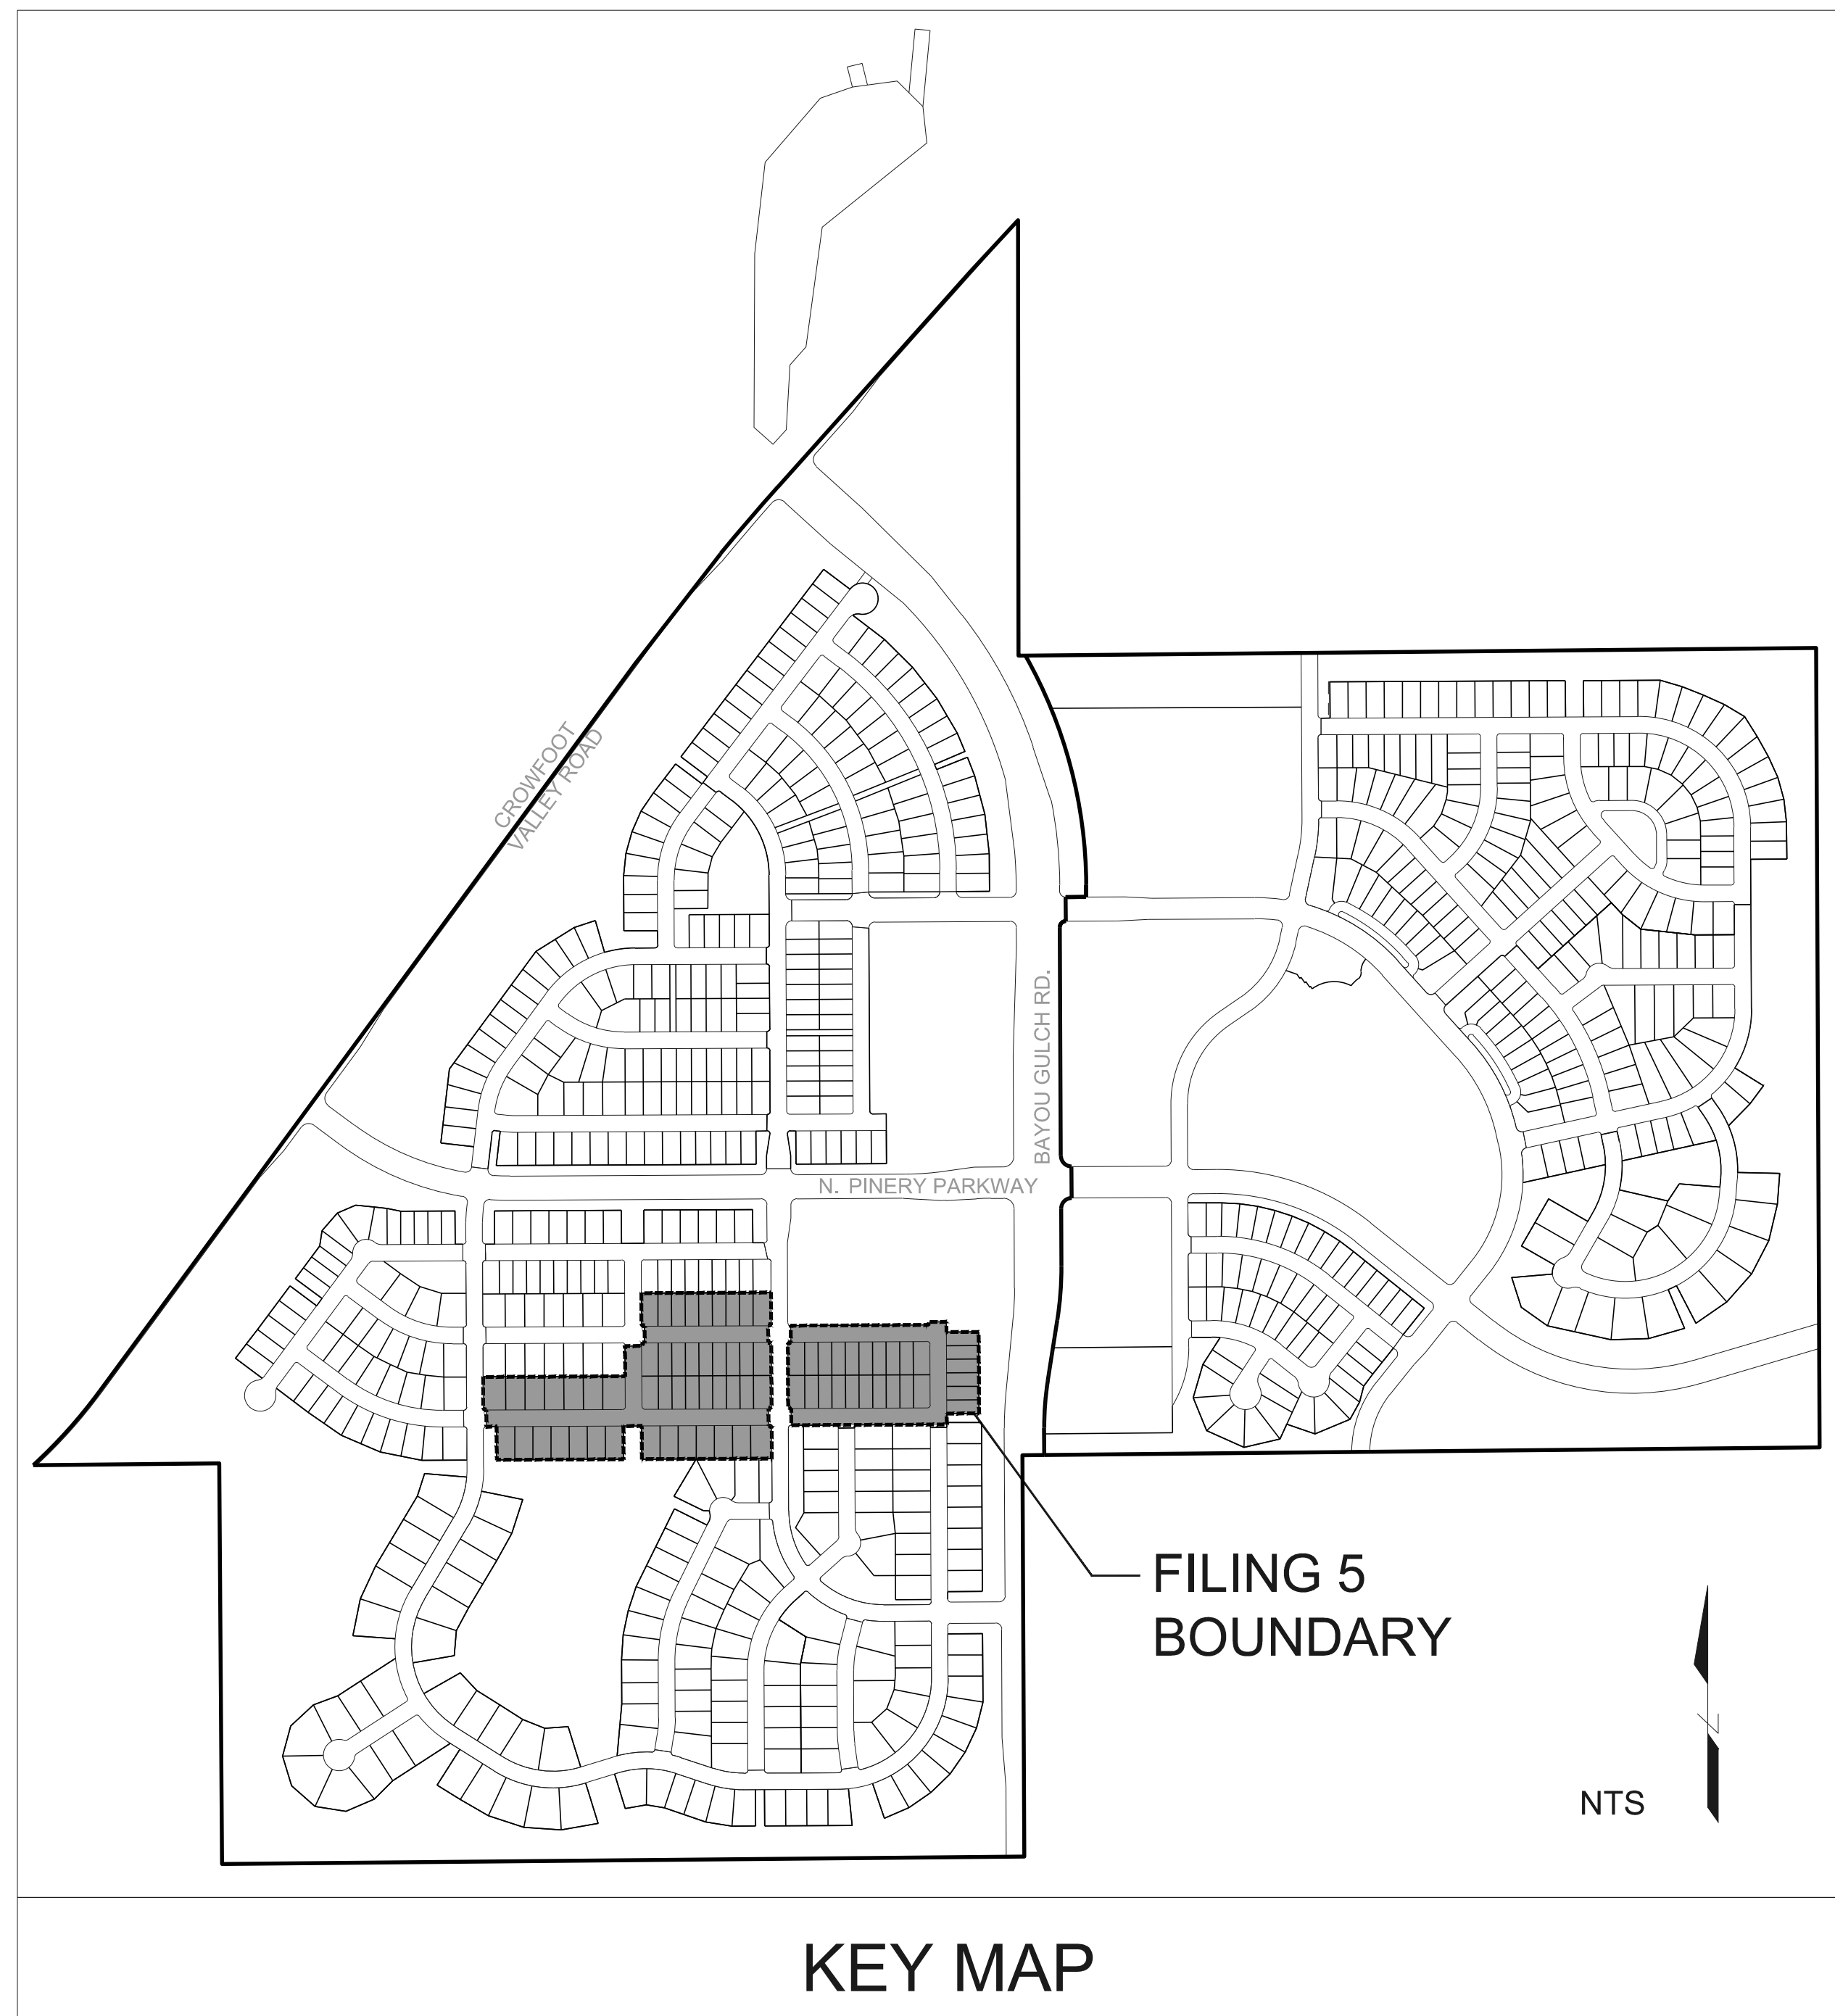 CROWFOOT
VALLEY ROAD
BAYOU GULCH RD.
N. PINERY PARKWAY
FILING 5
BOUNDARY
NTS
KEY MAP